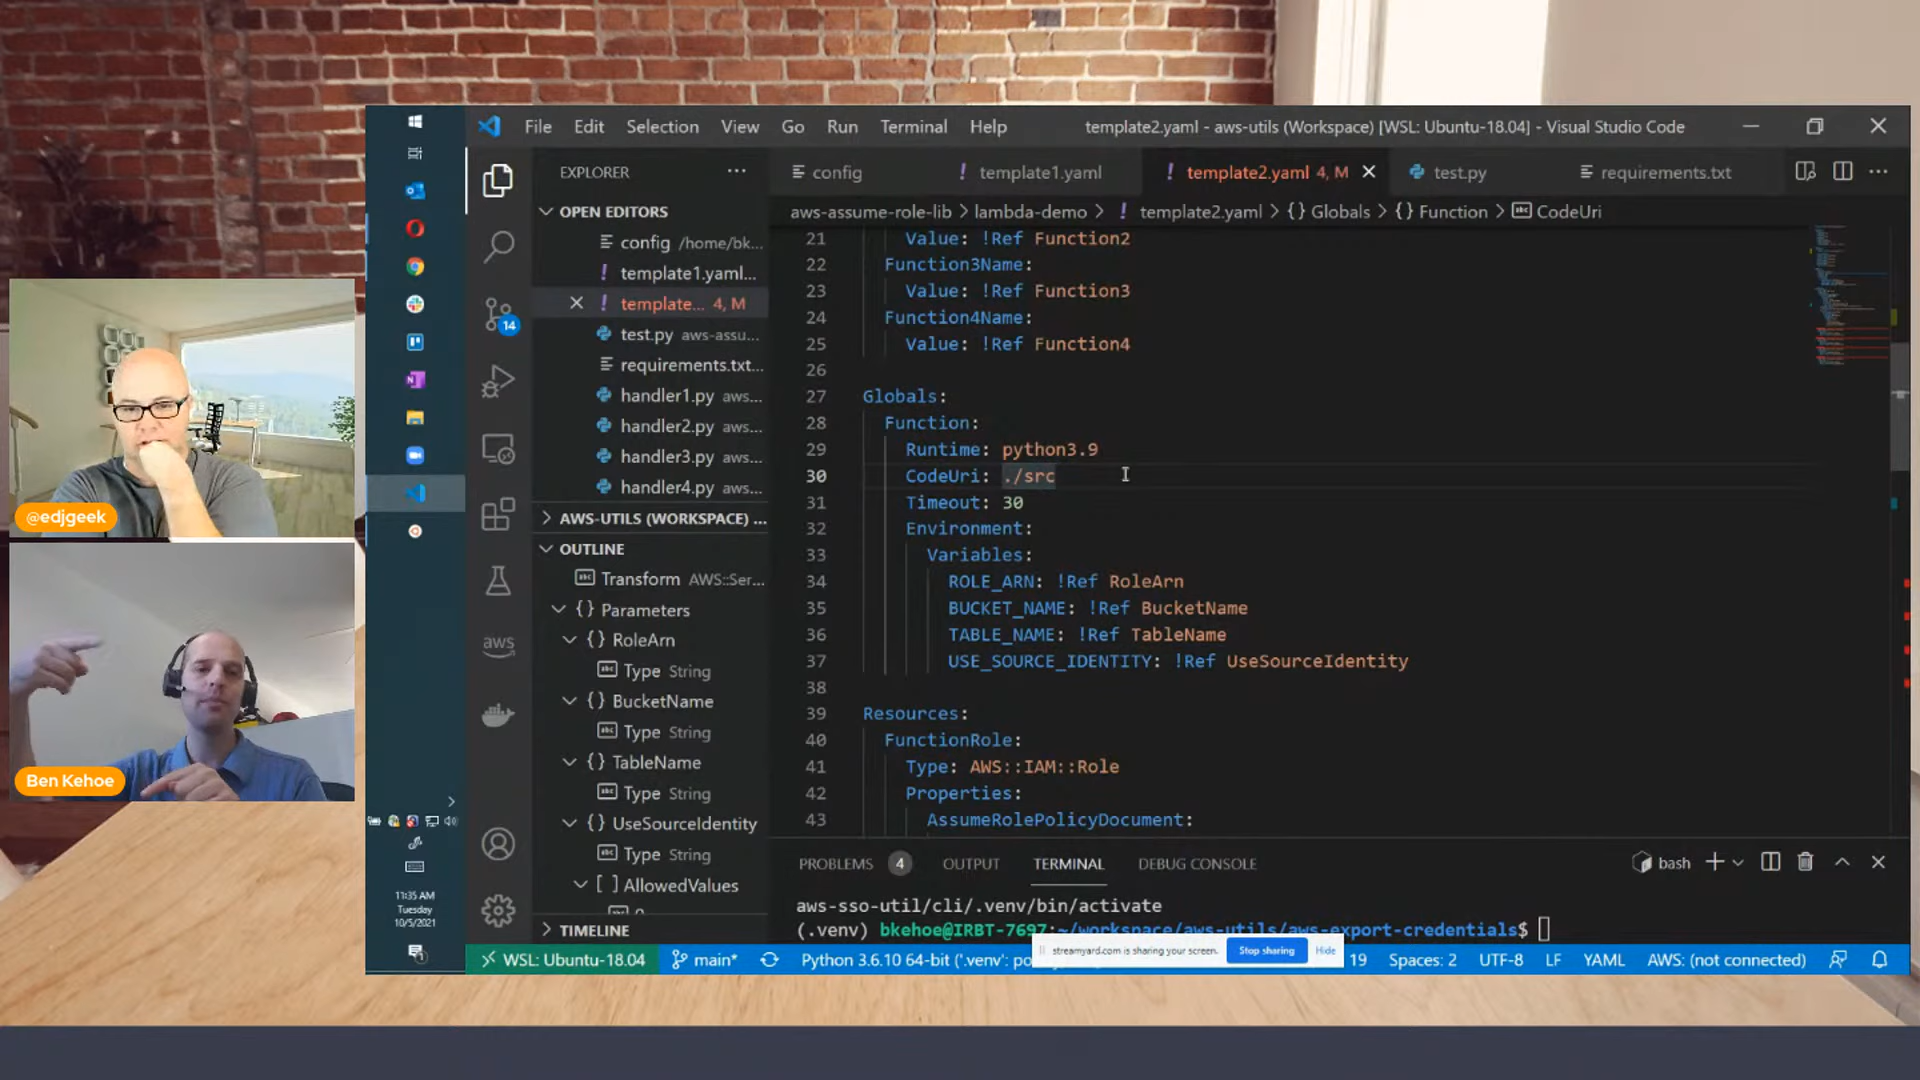 File Edit Selection View Go Run Terminal Help
template2.yaml - aws-utils (Workspace) [WSL: Ubuntu-18.04] - Visual Studio Code
EXPLORER
OPEN EDITORS
config /home/bk...
template1.yaml...
template... 4, M
test.py aws-assu...
requirements.txt...
handler1.py aws...
handler2.py aws...
handler3.py aws...
handler4.py aws...
AWS-UTILS (WORKSPACE) ...
OUTLINE
Transform AWS::Ser...
{} Parameters
{} RoleArn
Type String
{} BucketName
Type String
{} TableName
Type String
{} UseSourceIdentity
Type String
[ ] AllowedValues
TIMELINE
14
aws
config
template1.yaml
template2.yaml 4, M
test.py
requirements.txt
aws-assume-role-lib > lambda-demo > ! template2.yaml > {} Globals > {} Function > CodeUri
21 Value: !Ref Function2
22 Function3Name:
23 Value: !Ref Function3
24 Function4Name:
25 Value: !Ref Function4
26
27 Globals:
28 Function:
29 Runtime: python3.9
30 CodeUri: ./src
31 Timeout: 30
32 Environment:
33 Variables:
34 ROLE_ARN: !Ref RoleArn
35 BUCKET_NAME: !Ref BucketName
36 TABLE_NAME: !Ref TableName
37 USE_SOURCE_IDENTITY: !Ref UseSourceIdentity
38
39 Resources:
40 FunctionRole:
41 Type: AWS::IAM::Role
42 Properties:
43 AssumeRolePolicyDocument:
PROBLEMS 4 OUTPUT TERMINAL DEBUG CONSOLE
bash
aws-sso-util/cli/.venv/bin/activate
(.venv) bkehoe@IRBT-7697:~/workspace/aws-utils/aws-export-credentials$
streamyard.com is sharing your screen. Stop sharing Hide
WSL: Ubuntu-18.04 main* Python 3.6.10 64-bit ('.venv': po 19 Spaces: 2 UTF-8 LF YAML AWS: (not connected)
11:35 AM
Tuesday
10/5/2021
@edjgeek
Ben Kehoe